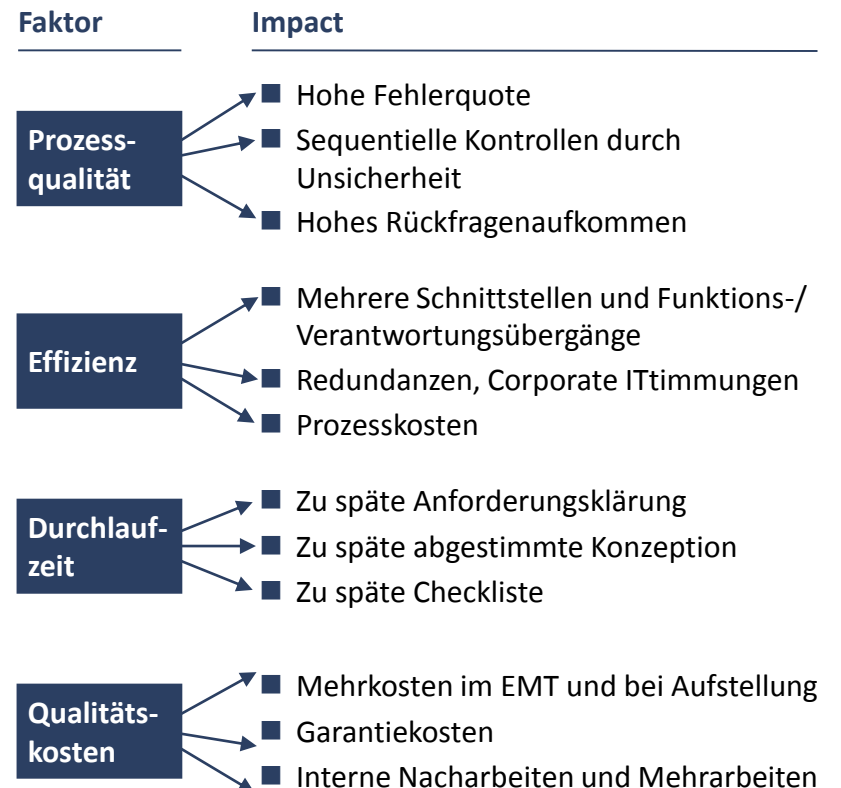 Faktor
Impact
Prozess-
qualität
Hohe Fehlerquote
Sequentielle Kontrollen durch
Unsicherheit
Hohes Rückfragenaufkommen
Effizienz
Mehrere Schnittstellen und Funktions-/
Verantwortungsübergänge
Redundanzen, Corporate ITtimmungen
Prozesskosten
Durchlauf-
zeit
Zu späte Anforderungsklärung
Zu späte abgestimmte Konzeption
Zu späte Checkliste
Qualitäts-
kosten
Mehrkosten im EMT und bei Aufstellung
Garantiekosten
Interne Nacharbeiten und Mehrarbeiten